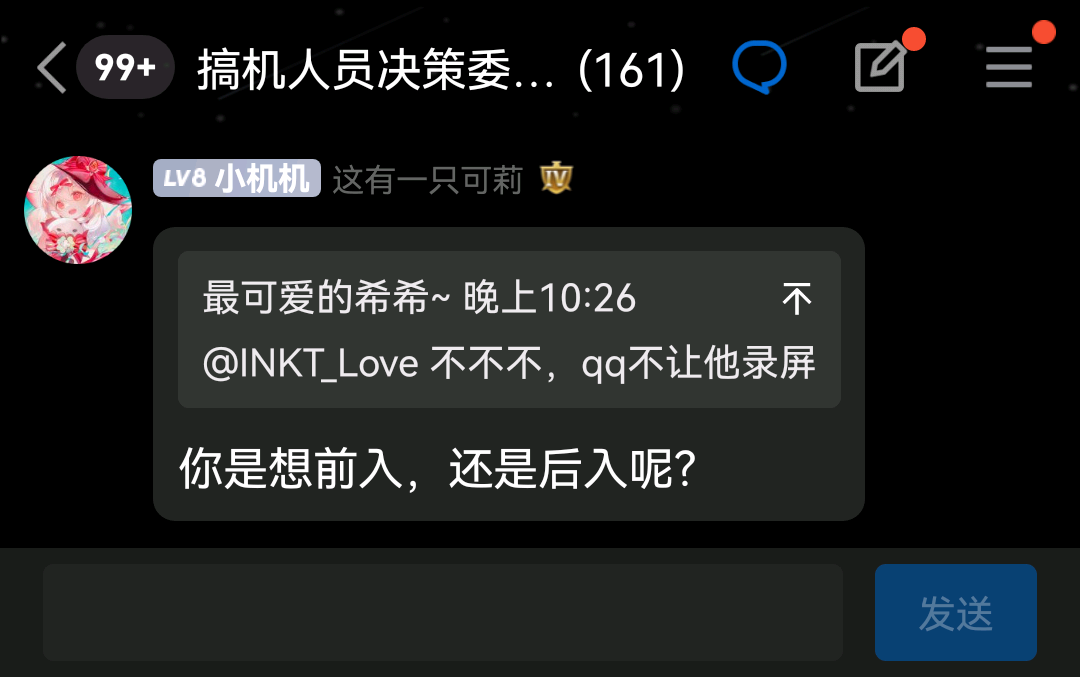 99+ 搞机人员决策委… (161)
LV8 小机机 这有一只可莉 IV
最可爱的希希~ 晚上10:26
@INKT_Love 不不不，qq不让他录屏
你是想前入，还是后入呢？
发送